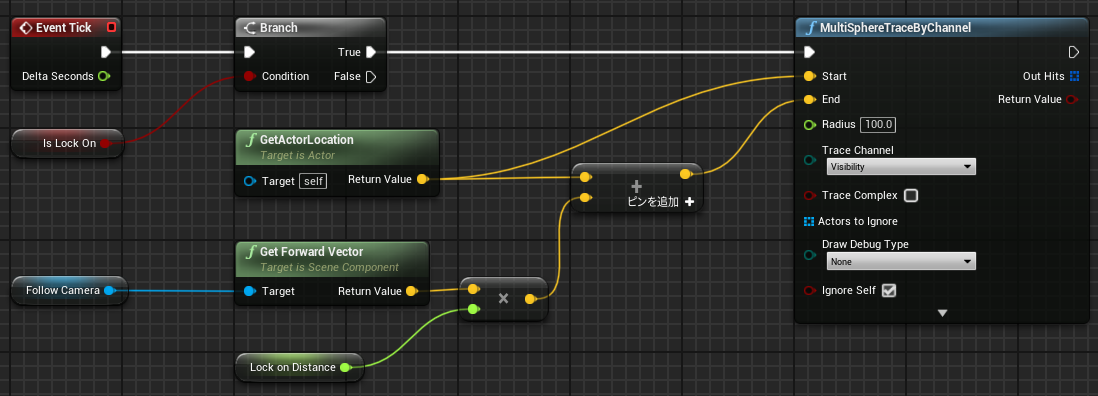 Event Tick
Delta Seconds
Is Lock On
Branch
True
Condition
False
GetActorLocation
Target is Actor
Target self
Return Value
Get Forward Vector
Target is Scene Component
Follow Camera
Target
Return Value
×
Lock on Distance
+
ピンを追加 +
MultiSphereTraceByChannel
Start
Out Hits
End
Return Value
Radius 100.0
Trace Channel
Visibility
Trace Complex
Actors to Ignore
Draw Debug Type
None
Ignore Self